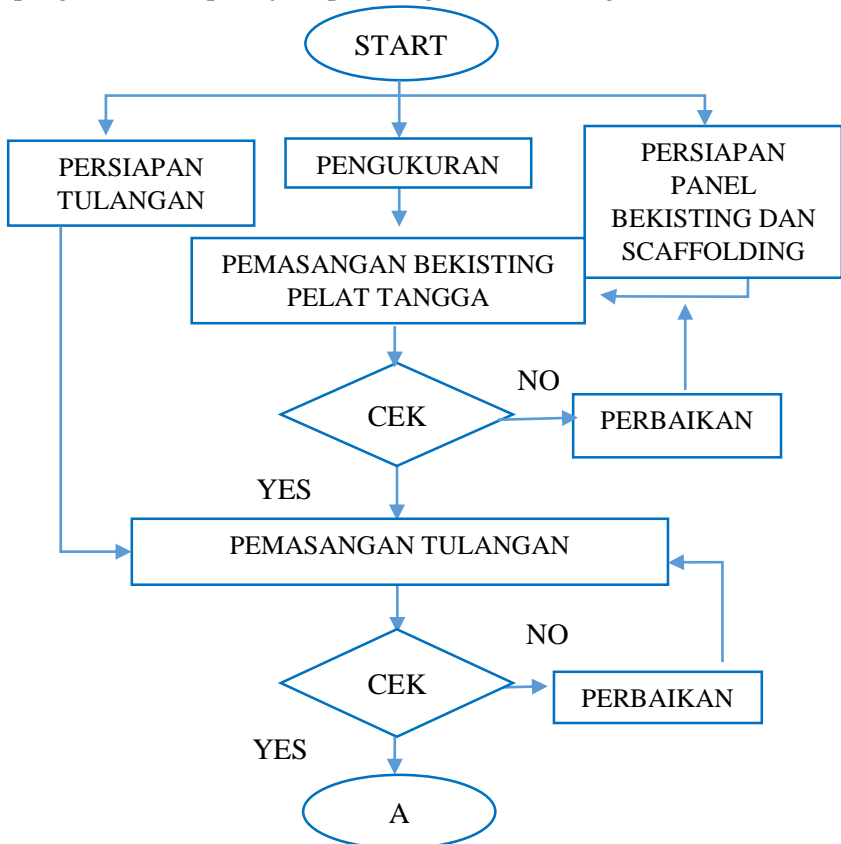 START
PERSIAPAN
TULANGAN
PENGUKURAN
PERSIAPAN
PANEL
BEKISTING DAN
SCAFFOLDING
PEMASANGAN BEKISTING
PELAT TANGGA
CEK
NO
PERBAIKAN
YES
PEMASANGAN TULANGAN
CEK
NO
PERBAIKAN
YES
A